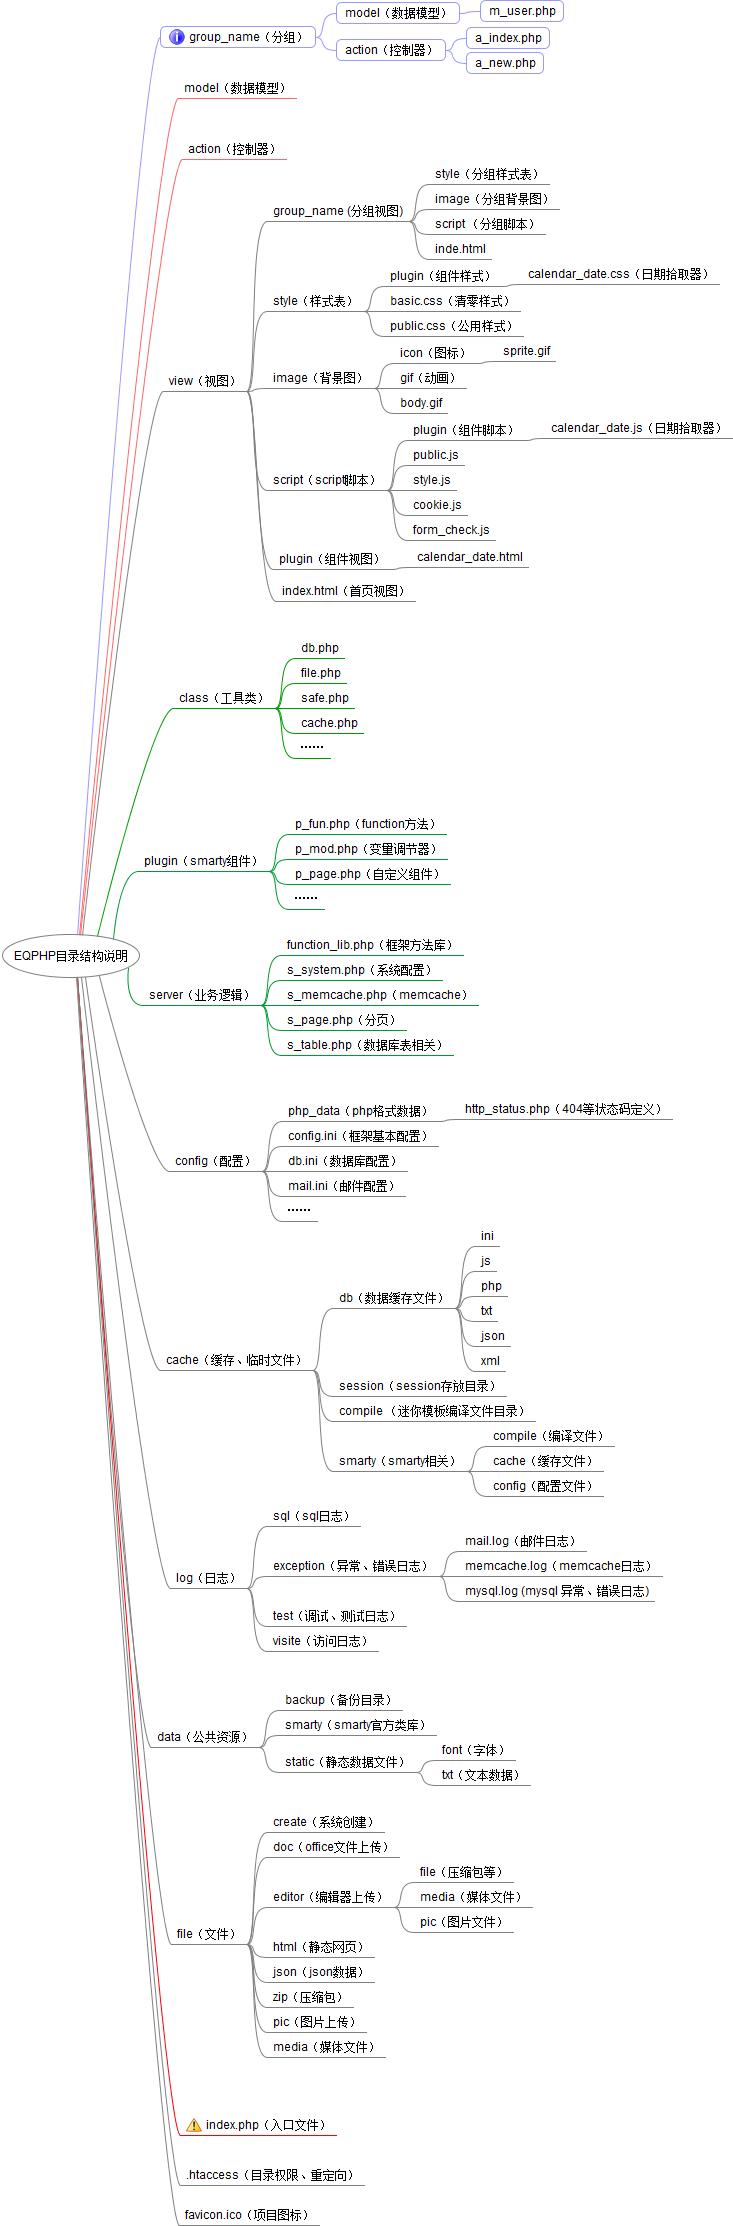 EQPHP目录结构说明
group_name（分组）
model（数据模型）
m_user.php
action（控制器）
a_index.php
a_new.php
model（数据模型）
action（控制器）
view（视图）
group_name (分组视图)
style（分组样式表）
image（分组背景图）
script（分组脚本）
inde.html
style（样式表）
plugin（组件样式）
calendar_date.css（日期拾取器）
basic.css（清零样式）
public.css（公用样式）
image（背景图）
icon（图标）
sprite.gif
gif（动画）
body.gif
script（script脚本）
plugin（组件脚本）
calendar_date.js（日期拾取器）
public.js
style.js
cookie.js
form_check.js
plugin（组件视图）
calendar_date.html
index.html（首页视图）
class（工具类）
db.php
file.php
safe.php
cache.php
......
plugin（smarty组件）
p_fun.php（function方法）
p_mod.php（变量调节器）
p_page.php（自定义组件）
......
server（业务逻辑）
function_lib.php（框架方法库）
s_system.php（系统配置）
s_memcache.php（memcache）
s_page.php（分页）
s_table.php（数据库表相关）
config（配置）
php_data（php格式数据）
http_status.php（404等状态码定义）
config.ini（框架基本配置）
db.ini（数据库配置）
mail.ini（邮件配置）
......
cache（缓存、临时文件）
db（数据缓存文件）
ini
js
php
txt
json
xml
session（session存放目录）
compile （迷你模板编译文件目录）
smarty（smarty相关）
compile（编译文件）
cache（缓存文件）
config（配置文件）
log（日志）
sql（sql日志）
exception（异常、错误日志）
mail.log（邮件日志）
memcache.log（memcache日志）
mysql.log (mysql 异常、错误日志)
test（调试、测试日志）
visite（访问日志）
data（公共资源）
backup（备份目录）
smarty（smarty官方类库）
static（静态数据文件）
font（字体）
txt（文本数据）
file（文件）
create（系统创建）
doc（office文件上传）
editor（编辑器上传）
file（压缩包等）
media（媒体文件）
pic（图片文件）
html（静态网页）
json（json数据）
zip（压缩包）
pic（图片上传）
media（媒体文件）
index.php（入口文件）
.htaccess（目录权限、重定向）
favicon.ico（项目图标）